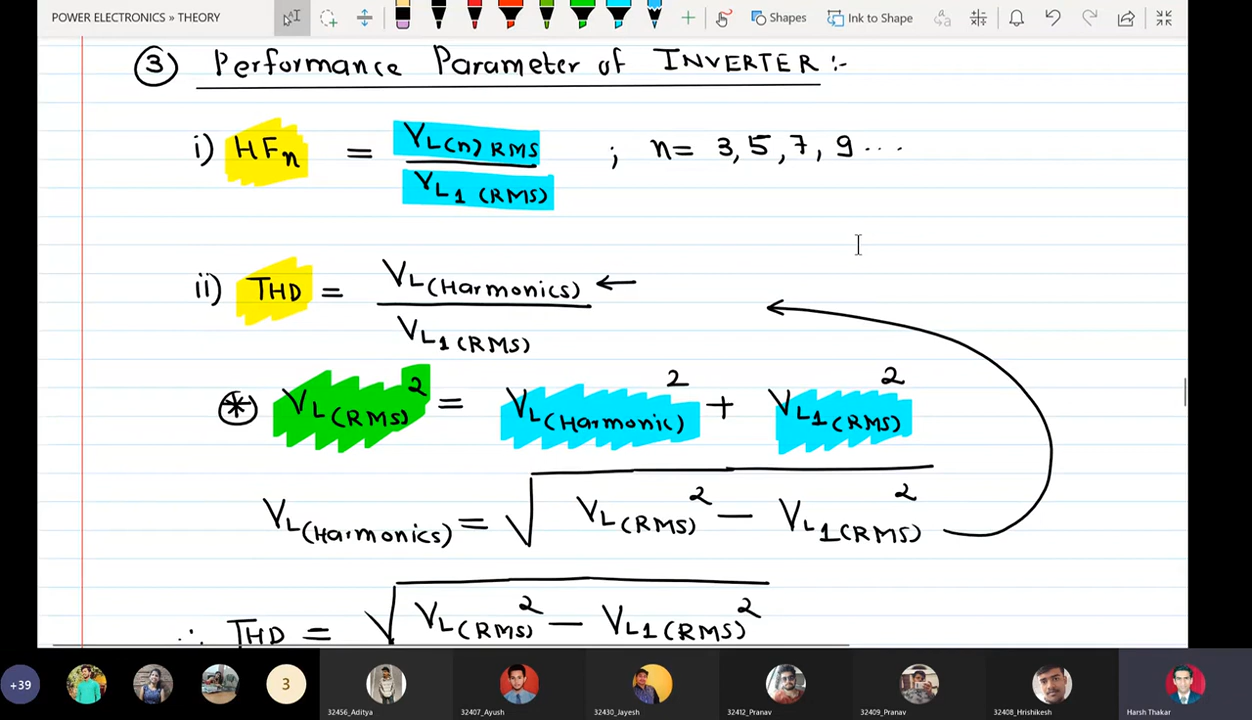 POWER ELECTRONICS » THEORY
Shapes
Ink to Shape
③ Performance Parameter of INVERTER :-
i) HFn = VL(n) RMS / VL1 (RMS) ; n = 3, 5, 7, 9 ...
ii) THD = VL(Harmonics) ← / VL1(RMS)
⊛ VL(RMS)² = VL(Harmonic)² + VL1(RMS)²
VL(Harmonics) = √ VL(RMS)² − VL1(RMS)²
∴ THD = √ VL(RMS)² − VL1(RMS)²
+39
3
32456_Aditya
32407_Ayush
32430_Jayesh
32412_Pranav
32409_Pranav
32408_Hrishikesh
Harsh Thakar